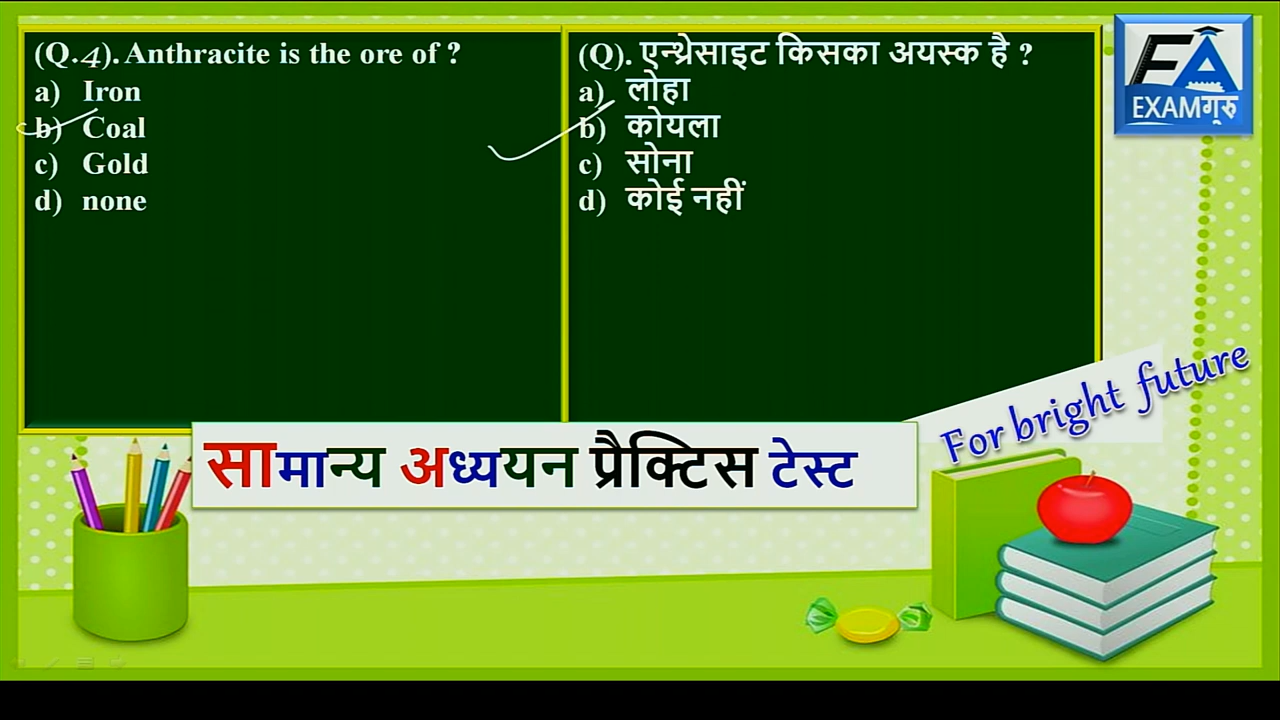 (Q.4). Anthracite is the ore of ?
a) Iron
b) Coal
c) Gold
d) none
(Q). एन्थ्रेसाइट किसका अयस्क है ?
a) लोहा
b) कोयला
c) सोना
d) कोई नहीं
FA
EXAMगुरु
For bright future
सामान्य अध्ययन प्रैक्टिस टेस्ट